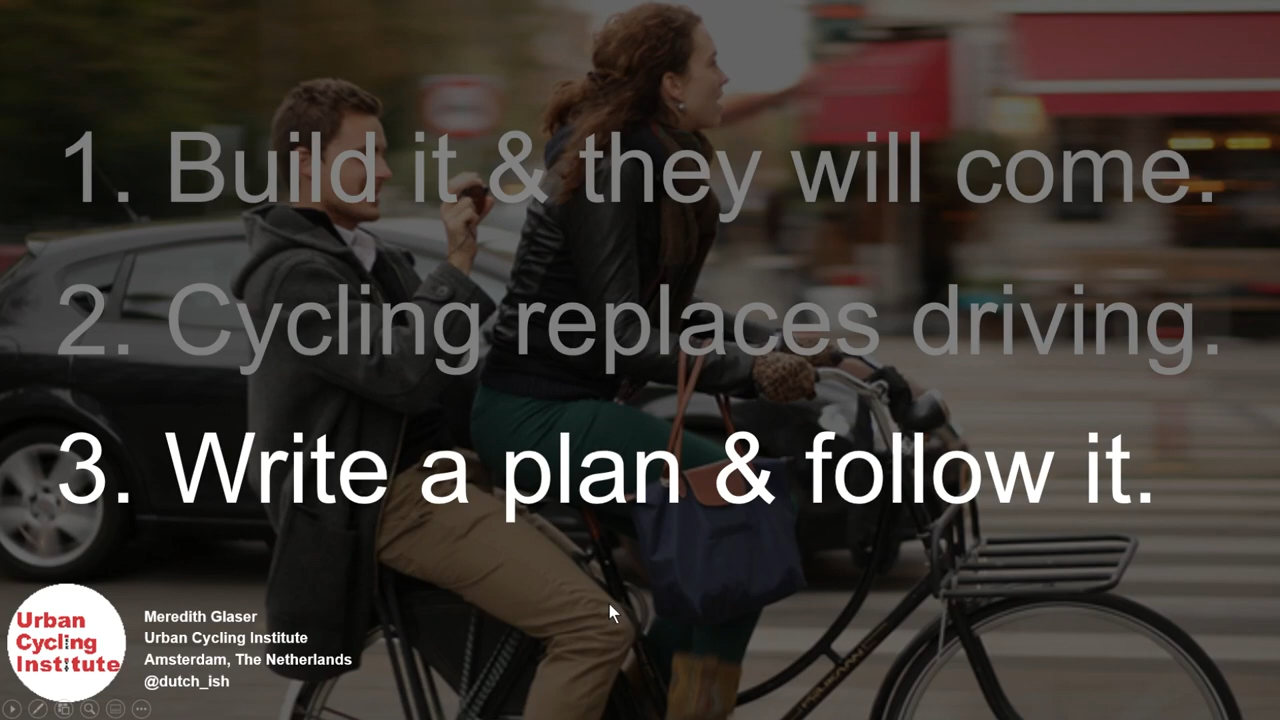 1. Build it & they will come.
2. Cycling replaces driving.
3. Write a plan & follow it.
Urban
Cycling
Institute
Meredith Glaser
Urban Cycling Institute
Amsterdam, The Netherlands
@dutch_ish